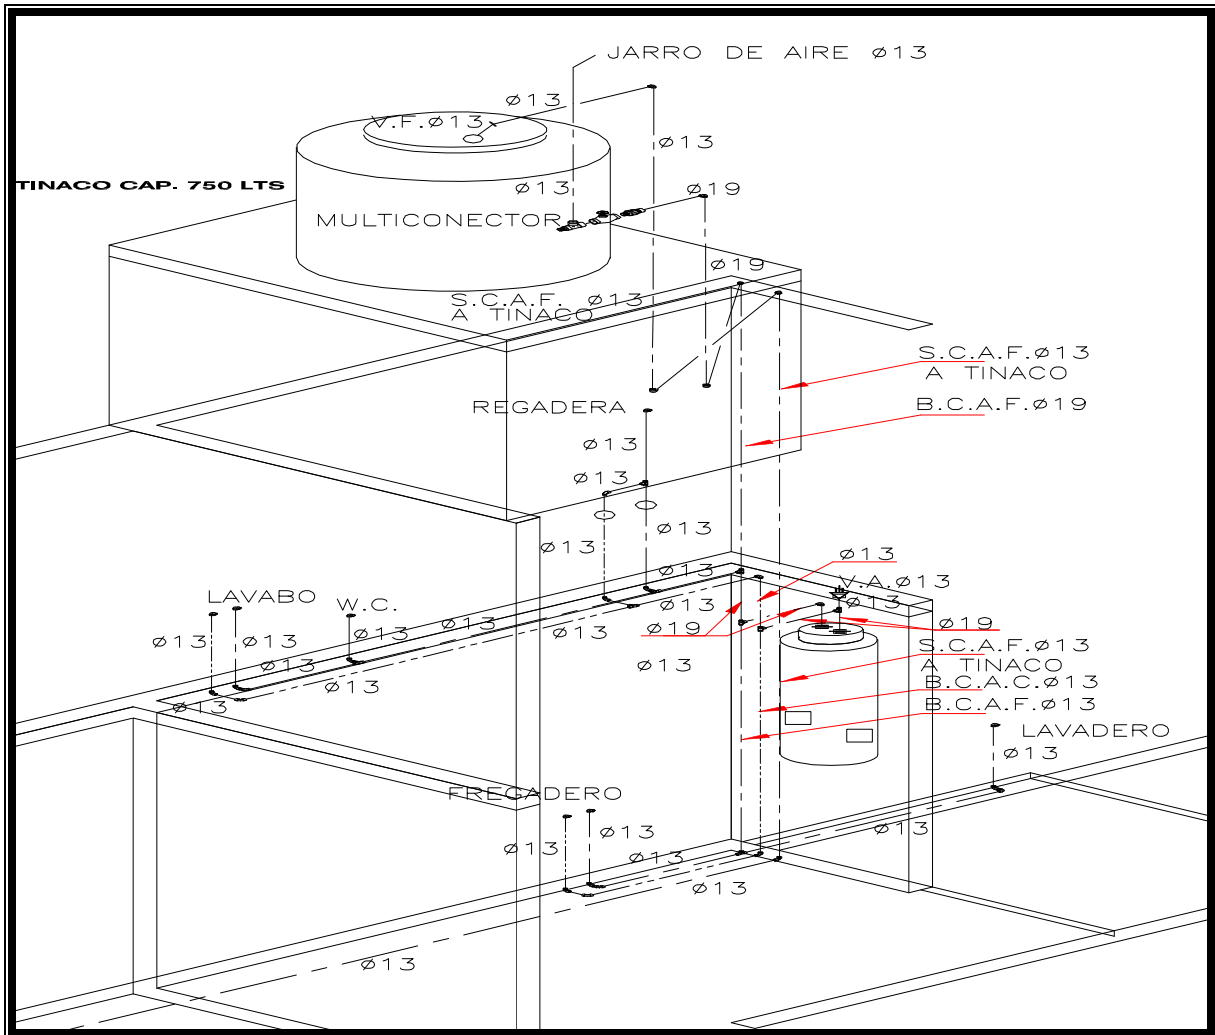 JARRO DE AIRE ø13
ø13
V.F.ø13
ø13
TINACO CAP. 750 LTS
ø13
ø19
MULTICONECTOR
ø19
S.C.A.F. ø13
A TINACO
S.C.A.F.ø13
A TINACO
B.C.A.F.ø19
REGADERA
ø13
ø13
ø13
ø13
ø13
ø13
V.A.ø13
LAVABO
W.C.
ø13
ø13
ø13
ø19
ø19
ø13
ø13
ø13
ø13
S.C.A.F.ø13
A TINACO
ø13
ø13
ø13
B.C.A.C.ø13
B.C.A.F.ø13
ø13
LAVADERO
ø13
FREGADERO
ø13
ø13
ø13
ø13
ø13
ø13